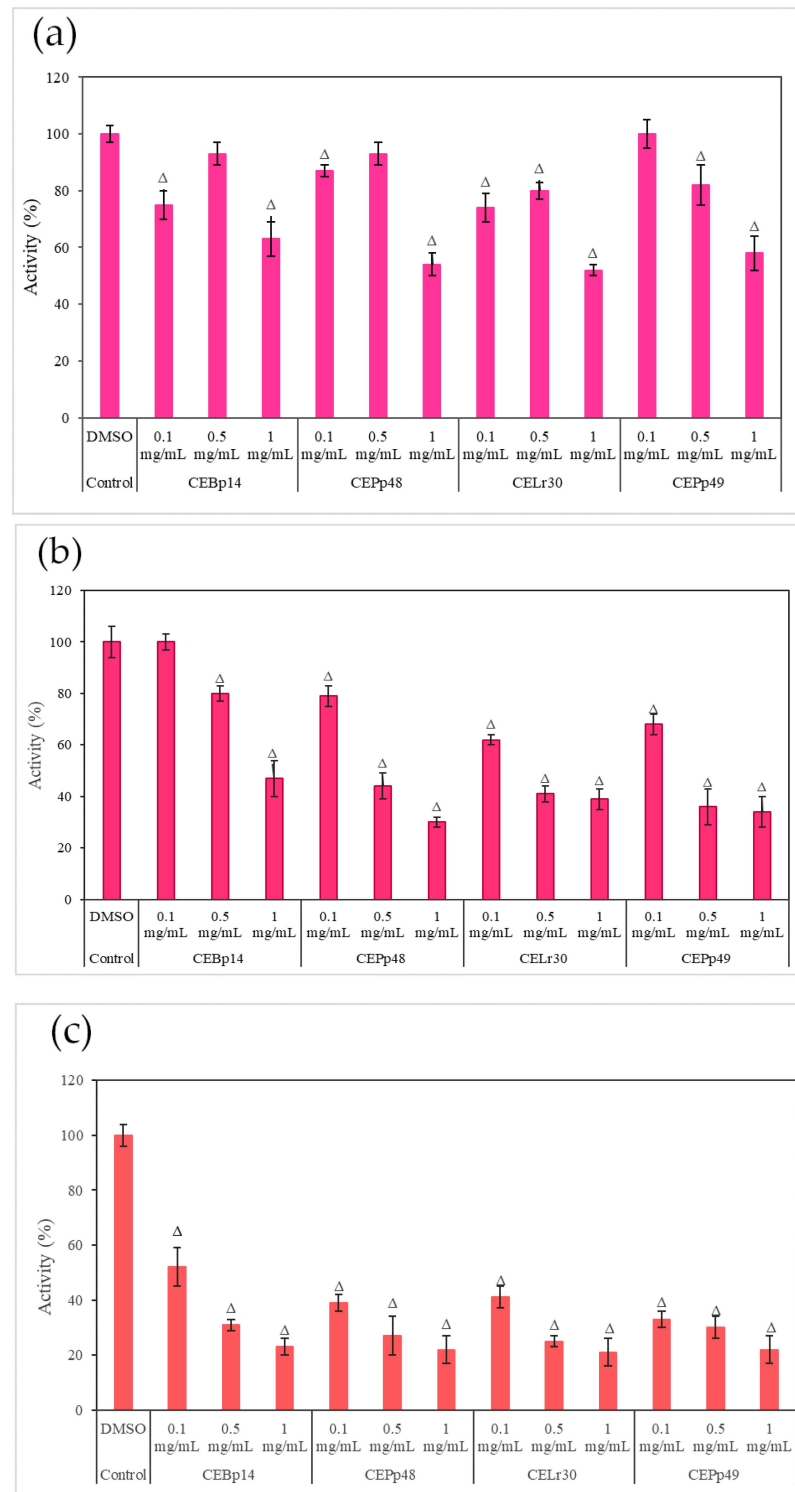 (a)
120
100
80
60
40
20
0
Activity (%)
Δ Δ Δ Δ Δ Δ Δ Δ Δ
DMSO 0.1 mg/mL 0.5 mg/mL 1 mg/mL 0.1 mg/mL 0.5 mg/mL 1 mg/mL 0.1 mg/mL 0.5 mg/mL 1 mg/mL 0.1 mg/mL 0.5 mg/mL 1 mg/mL
Control CEBp14 CEPp48 CELr30 CEPp49
(b)
120
100
80
60
40
20
0
Activity (%)
Δ Δ Δ Δ Δ Δ Δ Δ Δ Δ Δ
DMSO 0.1 mg/mL 0.5 mg/mL 1 mg/mL 0.1 mg/mL 0.5 mg/mL 1 mg/mL 0.1 mg/mL 0.5 mg/mL 1 mg/mL 0.1 mg/mL 0.5 mg/mL 1 mg/mL
Control CEBp14 CEPp48 CELr30 CEPp49
(c)
120
100
80
60
40
20
0
Activity (%)
Δ Δ Δ Δ Δ Δ Δ Δ Δ Δ Δ Δ
DMSO 0.1 mg/mL 0.5 mg/mL 1 mg/mL 0.1 mg/mL 0.5 mg/mL 1 mg/mL 0.1 mg/mL 0.5 mg/mL 1 mg/mL 0.1 mg/mL 0.5 mg/mL 1 mg/mL
Control CEBp14 CEPp48 CELr30 CEPp49